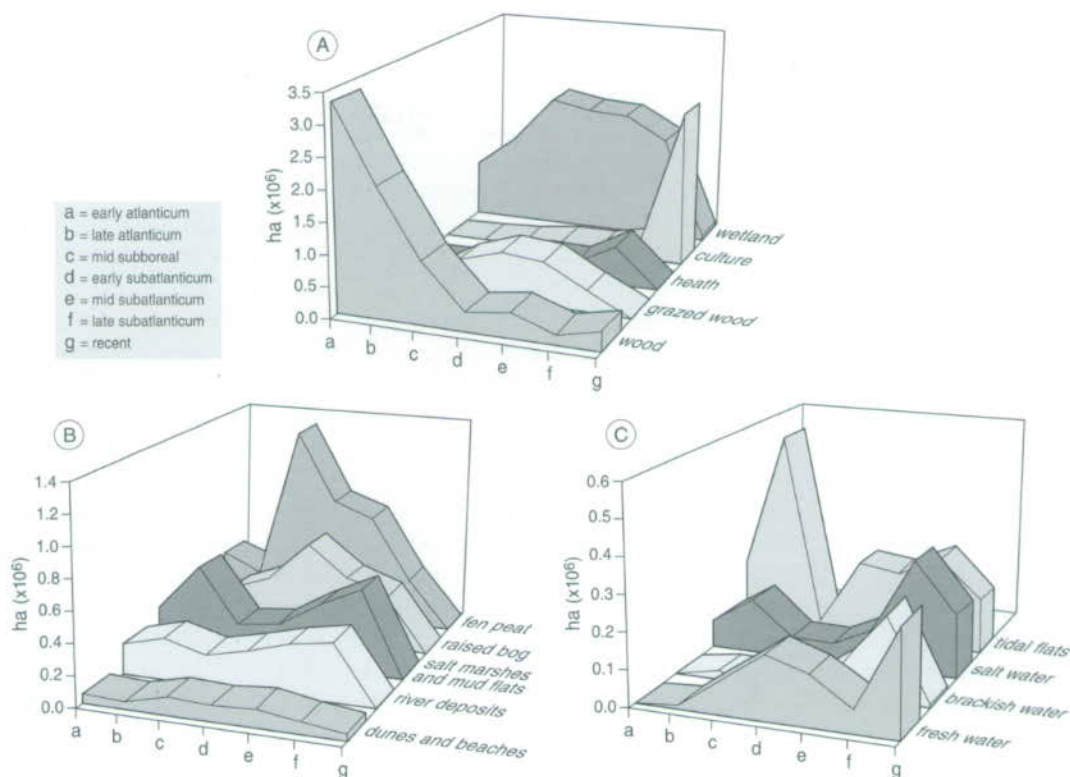 A
3.5
3.0
2.5
2.0
1.5
1.0
0.5
0.0
ha (x10⁶)
a
b
c
d
e
f
g
wetland
culture
heath
grazed wood
wood
a = early atlanticum
b = late atlanticum
c = mid subboreal
d = early subatlanticum
e = mid subatlanticum
f = late subatlanticum
g = recent
B
1.4
1.2
1.0
0.8
0.6
0.4
0.2
0.0
ha (x10⁶)
a
b
c
d
e
f
g
fen peat
raised bog
salt marshes
and mud flats
river deposits
dunes and beaches
C
0.6
0.5
0.4
0.3
0.2
0.1
0.0
ha (x10⁶)
a
b
c
d
e
f
g
tidal flats
salt water
brackish water
fresh water